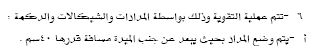 ٦ -تتم عملية التقوية وذلك بواسطة المدادات والشيكالات والدكمة :
أ -يتم وضع المداد بحيث يبعد عن جنب الميدة مسافة قدرها ٤٠سم .